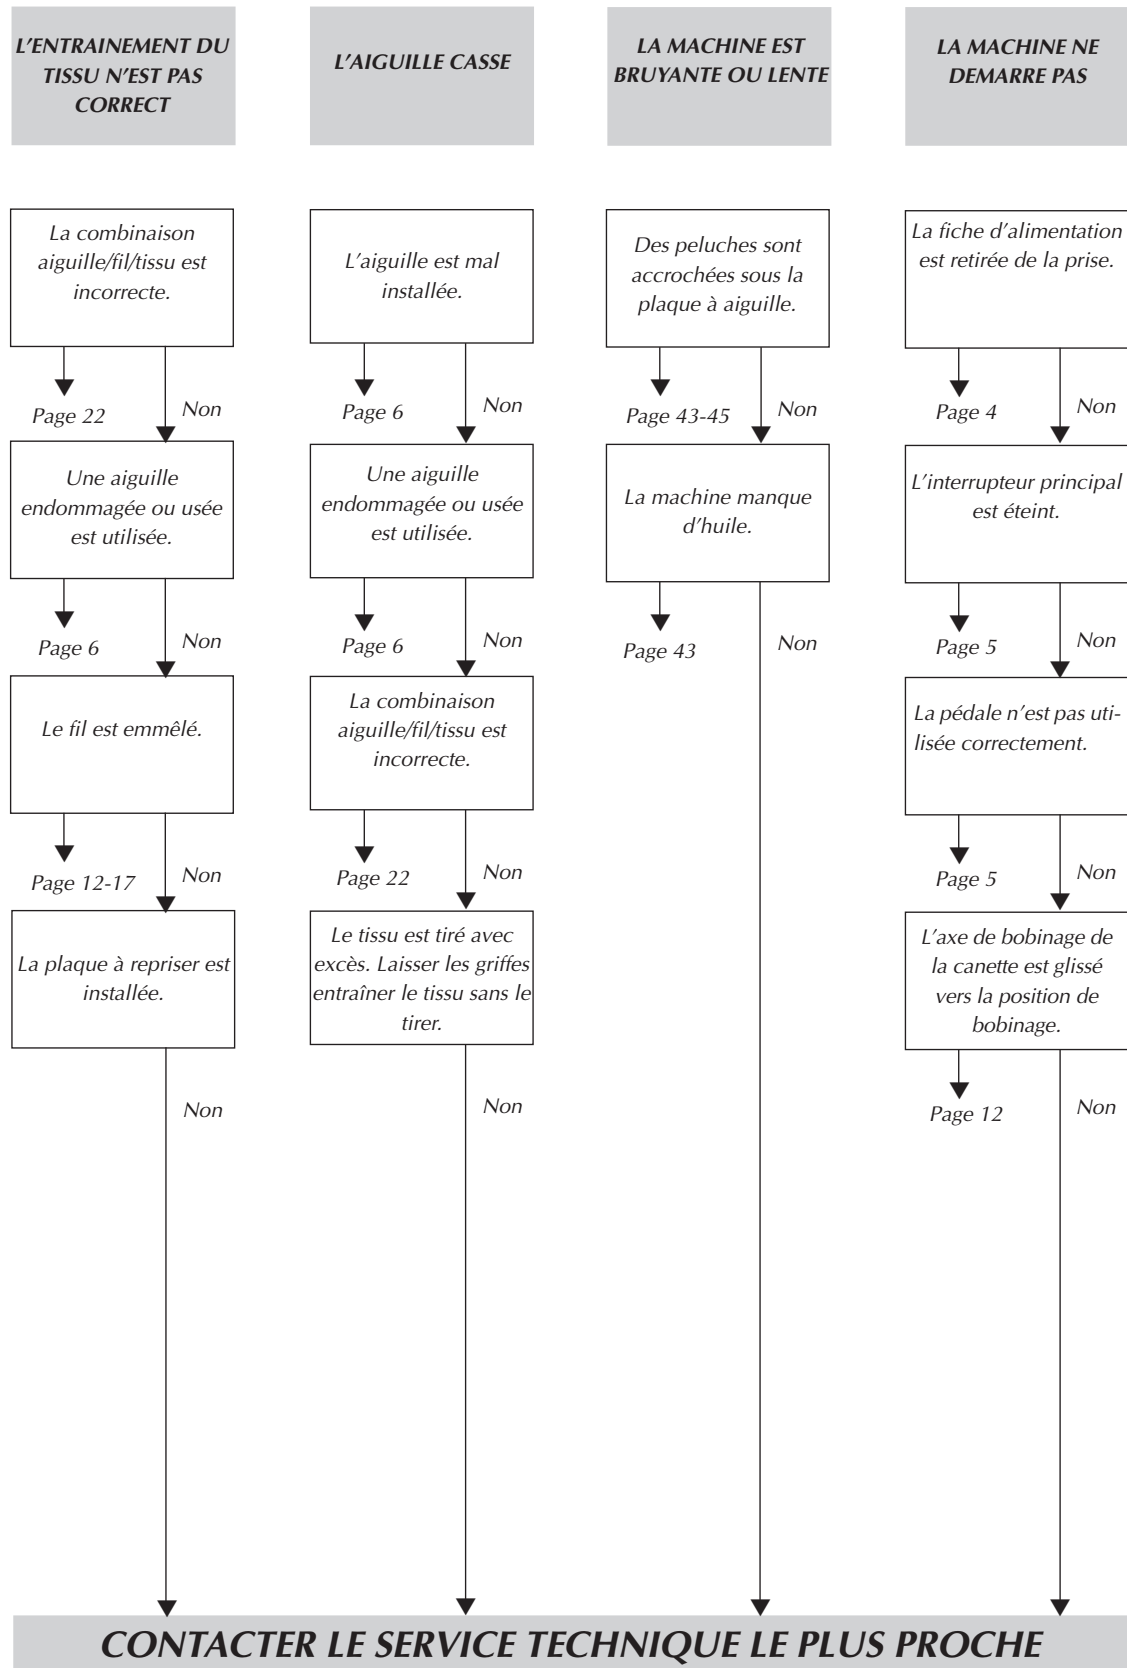 L'ENTRAINEMENT DU
TISSU N'EST PAS
CORRECT
La combinaison
aiguille/fil/tissu est
incorrecte.
Page 22
Non
Une aiguille
endommagée ou usée
est utilisée.
Page 6
Non
Le fil est emmêlé.
Page 12-17
Non
La plaque à repriser est
installée.
Non
L'AIGUILLE CASSE
L'aiguille est mal
installée.
Page 6
Non
Une aiguille
endommagée ou usée
est utilisée.
Page 6
Non
La combinaison
aiguille/fil/tissu est
incorrecte.
Page 22
Non
Le tissu est tiré avec
excès. Laisser les griffes
entraîner le tissu sans le
tirer.
Non
LA MACHINE EST
BRUYANTE OU LENTE
Des peluches sont
accrochées sous la
plaque à aiguille.
Page 43-45
Non
La machine manque
d'huile.
Page 43
Non
LA MACHINE NE
DEMARRE PAS
La fiche d'alimentation
est retirée de la prise.
Page 4
Non
L'interrupteur principal
est éteint.
Page 5
Non
La pédale n'est pas uti-
lisée correctement.
Page 5
Non
L'axe de bobinage de
la canette est glissé
vers la position de
bobinage.
Page 12
Non
CONTACTER LE SERVICE TECHNIQUE LE PLUS PROCHE